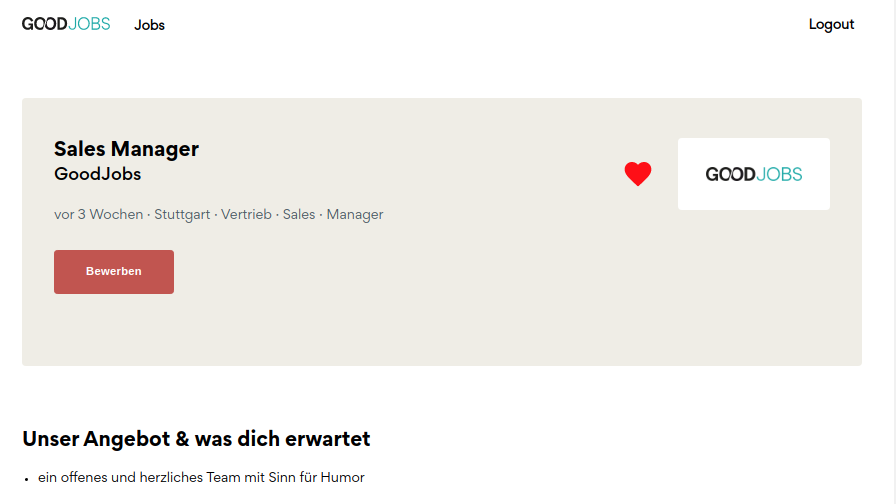 GOODJOBS Jobs Logout
Sales Manager
GoodJobs
GOODJOBS
vor 3 Wochen · Stuttgart · Vertrieb · Sales · Manager
Bewerben
Unser Angebot & was dich erwartet
• ein offenes und herzliches Team mit Sinn für Humor